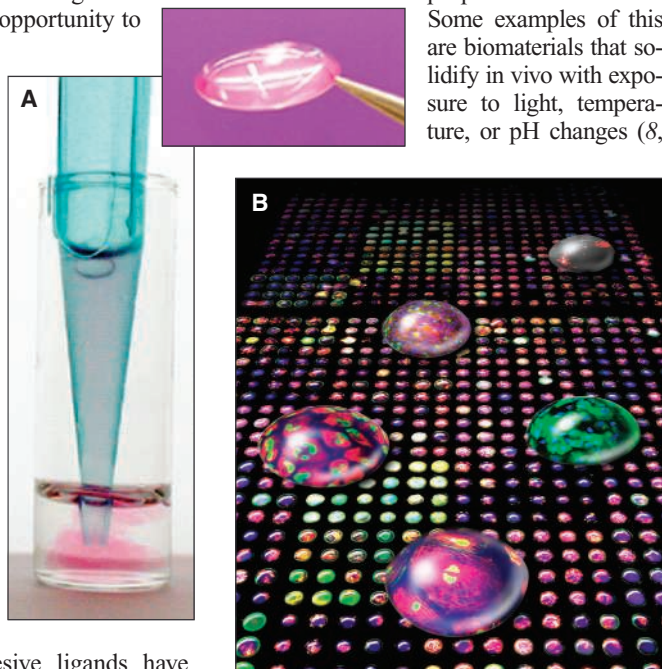 opportunity to
A
Some examples of this
are biomaterials that so-
lidify in vivo with expo-
sure to light, tempera-
ture, or pH changes (8,
B
esive ligands have